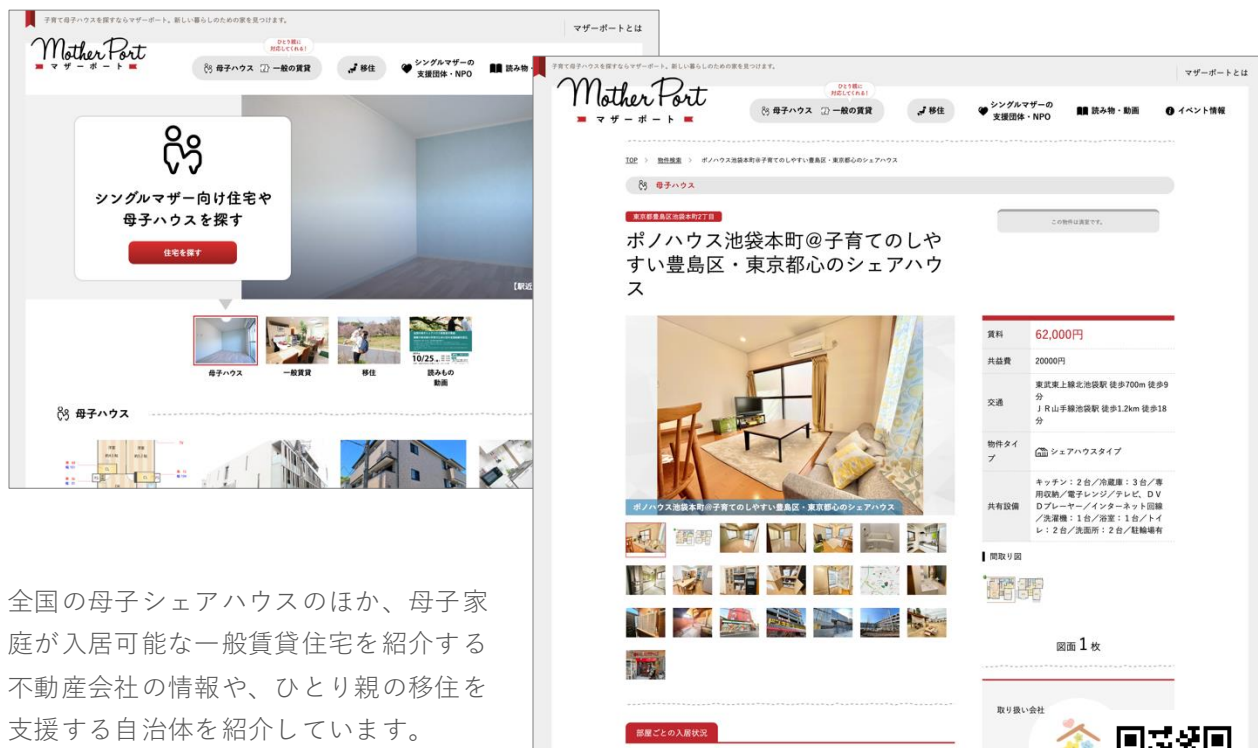 子育て母子ハウスを探すならマザーポート。新しい暮らしのための家を見つけます。
マザーポートとは
Mother Port
マザーポート
ひとり親に
対応してくれる!
母子ハウス
一般の賃貸
移住
シングルマザーの
支援団体・NPO
読み物・
シングルマザー向け住宅や
母子ハウスを探す
住宅を探す
【駅近
10/25
母子ハウス
一般賃貸
移住
読みもの
動画
母子ハウス
全国の母子シェアハウスのほか、母子家
庭が入居可能な一般賃貸住宅を紹介する
不動産会社の情報や、ひとり親の移住を
支援する自治体を紹介しています。
子育て母子ハウスを探すならマザーポート。新しい暮らしのための家を見つけます。
マザーポートとは
Mother Port
マザーポート
ひとり親に
対応してくれる!
母子ハウス
一般の賃貸
移住
シングルマザーの
支援団体・NPO
読み物・動画
イベント情報
TOP > 物件検索 > ポノハウス池袋本町@子育てのしやすい豊島区・東京都心のシェアハウス
母子ハウス
東京都豊島区池袋本町2丁目
この物件は満室です。
ポノハウス池袋本町@子育てのしや
すい豊島区・東京都心のシェアハウ
ス
ポノハウス池袋本町@子育てのしやすい豊島区・東京都心のシェアハウス
賃料 62,000円
共益費 20000円
交通 東武東上線北池袋駅 徒歩700m 徒歩9
分
JR山手線池袋駅 徒歩1.2km 徒歩18
分
物件タイ
プ
シェアハウスタイプ
共有設備 キッチン:2台/冷蔵庫:3台/専
用収納/電子レンジ/テレビ、DV
Dプレーヤー/インターネット回線
/洗濯機:1台/浴室:1台/トイ
レ:2台/洗面所:2台/駐輪場有
間取り図
図面1枚
取り扱い会社
部屋ごとの入居状況